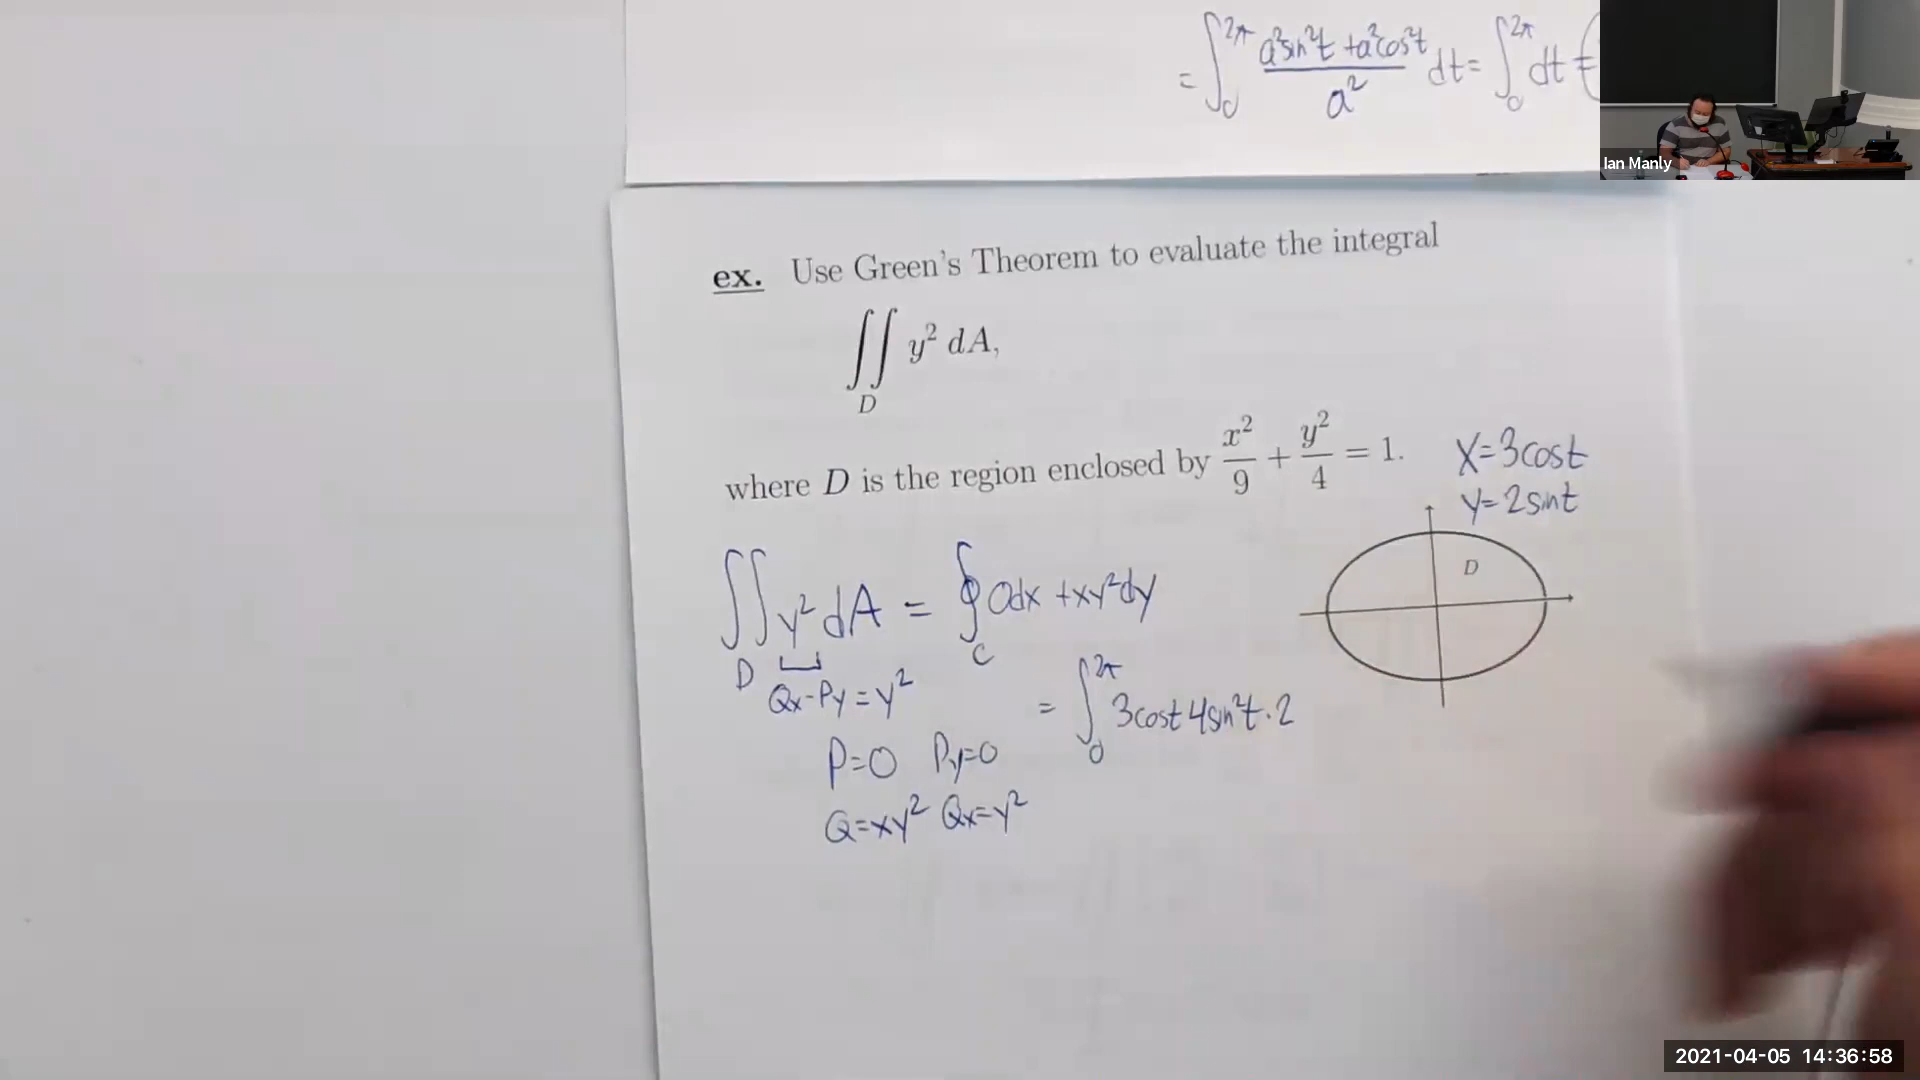 = ∫₀^{2π} (a²sin²t + a²cos²t)/a² dt = ∫₀^{2π} dt =
Ian Manly
ex. Use Green's Theorem to evaluate the integral
∬_D y² dA,
where D is the region enclosed by x²/9 + y²/4 = 1.
x=3cost
y=2sint
D
∬_D y² dA = ∮_C 0dx + xy²dy
Qx-Py=y²
= ∫₀^{2π} 3cost4sin²t·2
P=0 Py=0
Q=xy² Qx=y²
2021-04-05 14:36:58